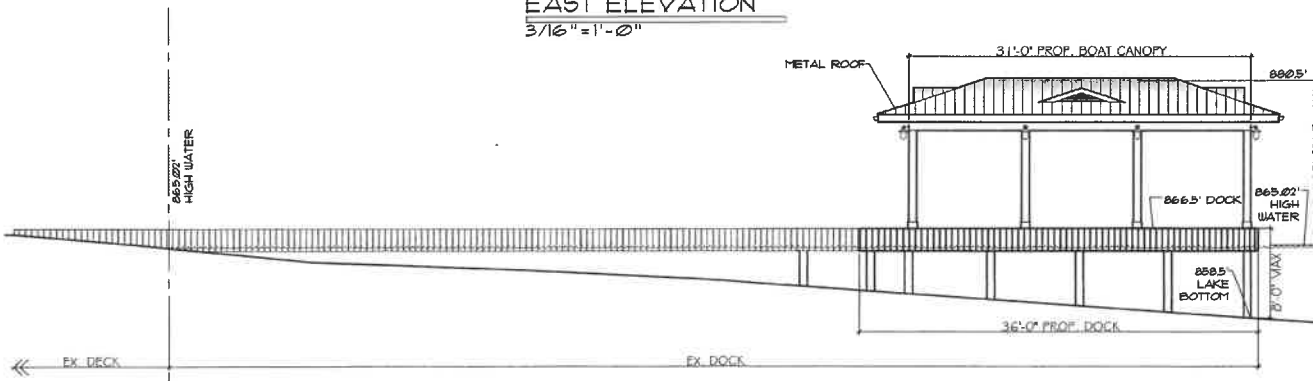 EAST ELEVATION
3/16"=1'-0"
31'-0" PROP. BOAT CANOPY
METAL ROOF
880.5'
865.02'
HIGH WATER
866.5' DOCK
865.02'
HIGH
WATER
858.5'
LAKE
BOTTOM
8'-0" MAX
36'-0" PROP. DOCK
EX. DECK
EX. DOCK